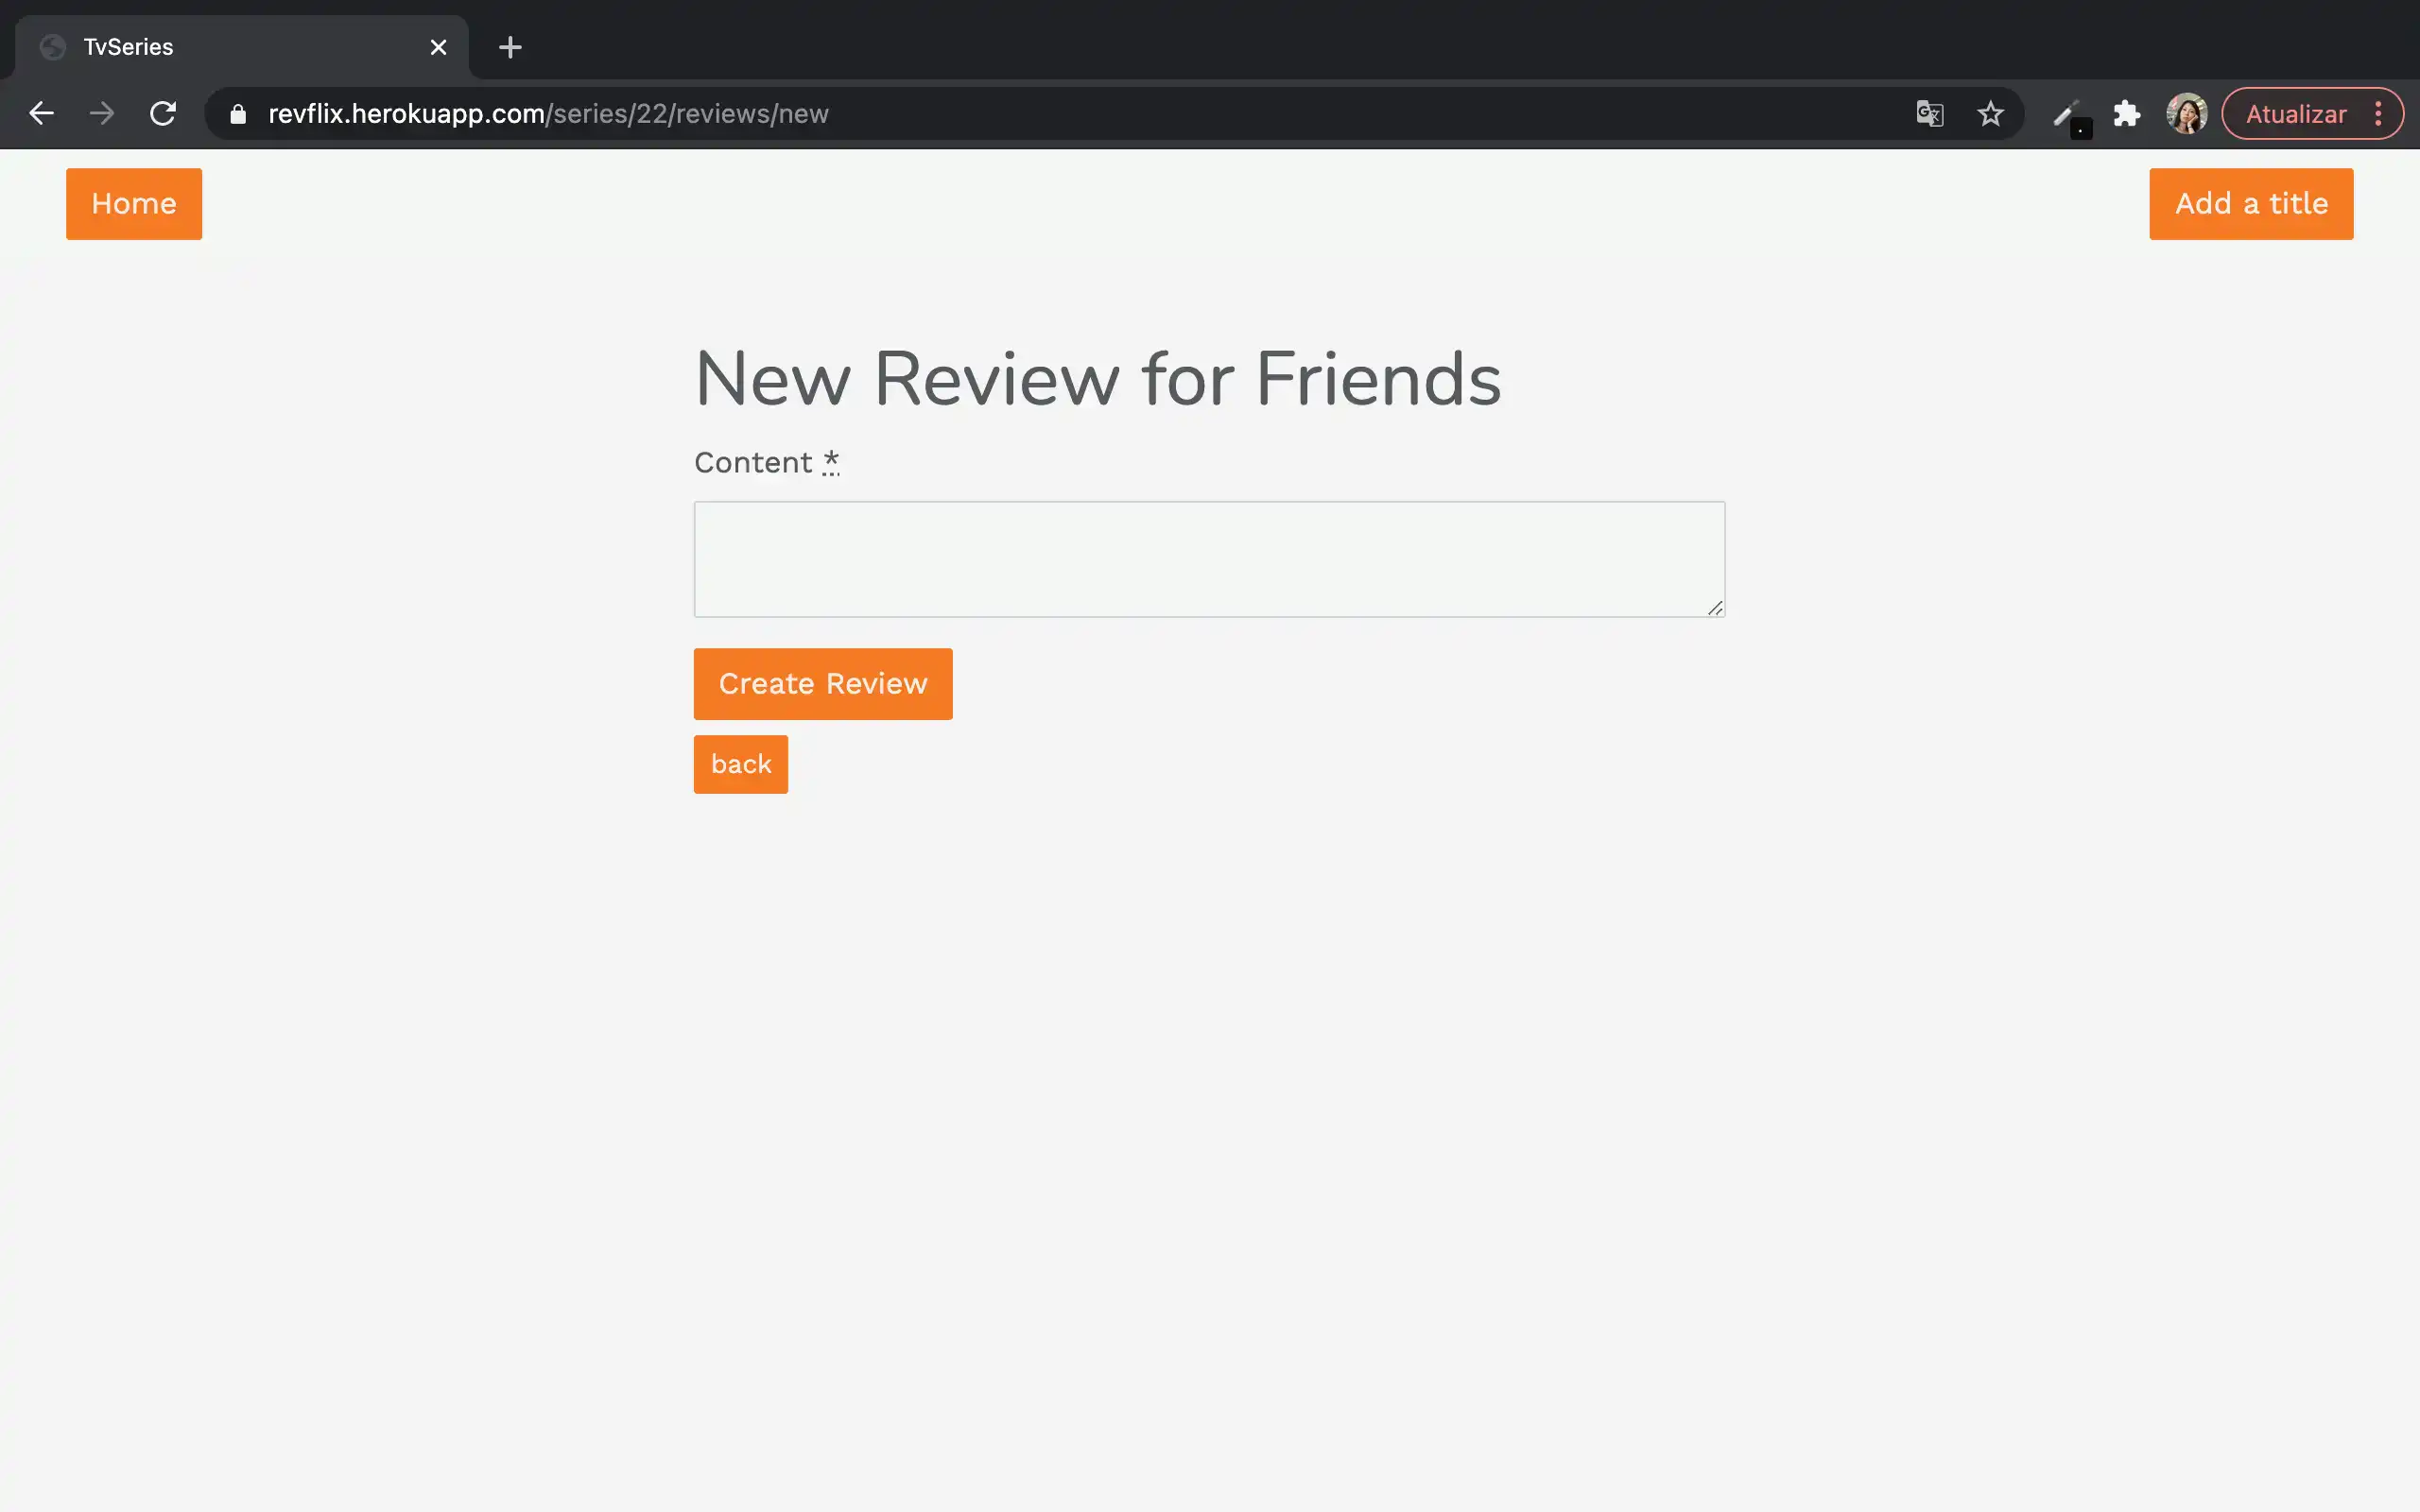 TvSeries
revflix.herokuapp.com/series/22/reviews/new
Atualizar
Home
Add a title
New Review for Friends
Content *
Create Review
back